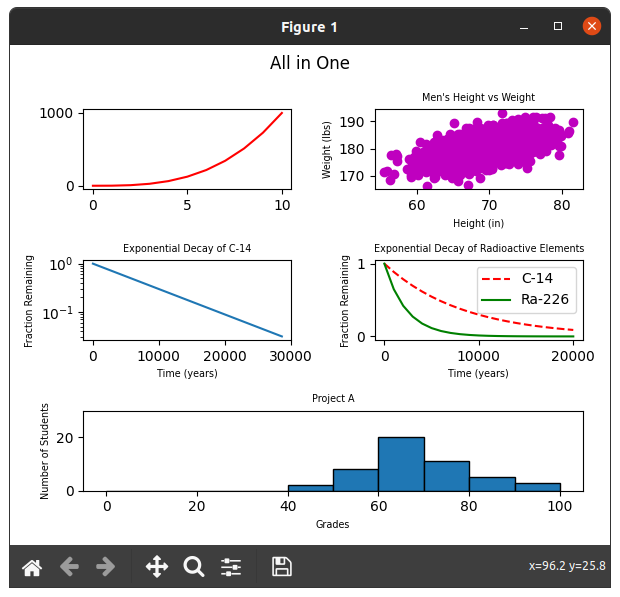 Figure 1
All in One
1000
0
0 5 10
Men's Height vs Weight
Weight (lbs)
190
180
170
60 70 80
Height (in)
Exponential Decay of C-14
Fraction Remaining
10⁰
10⁻¹
0 10000 20000 30000
Time (years)
Exponential Decay of Radioactive Elements
Fraction Remaining
1
0
C-14
Ra-226
0 10000 20000
Time (years)
Project A
Number of Students
20
0
0 20 40 60 80 100
Grades
x=96.2 y=25.8